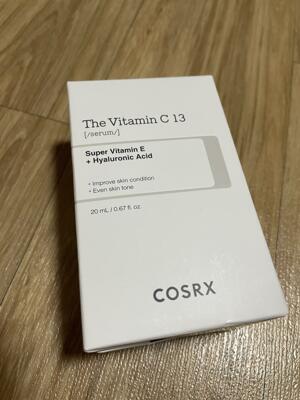 The Vitamin C 13
[/serum/]
Super Vitamin E
+ Hyaluronic Acid
• Improve skin condition
• Even skin tone
20 mL / 0.67 fl. oz.
COSRX